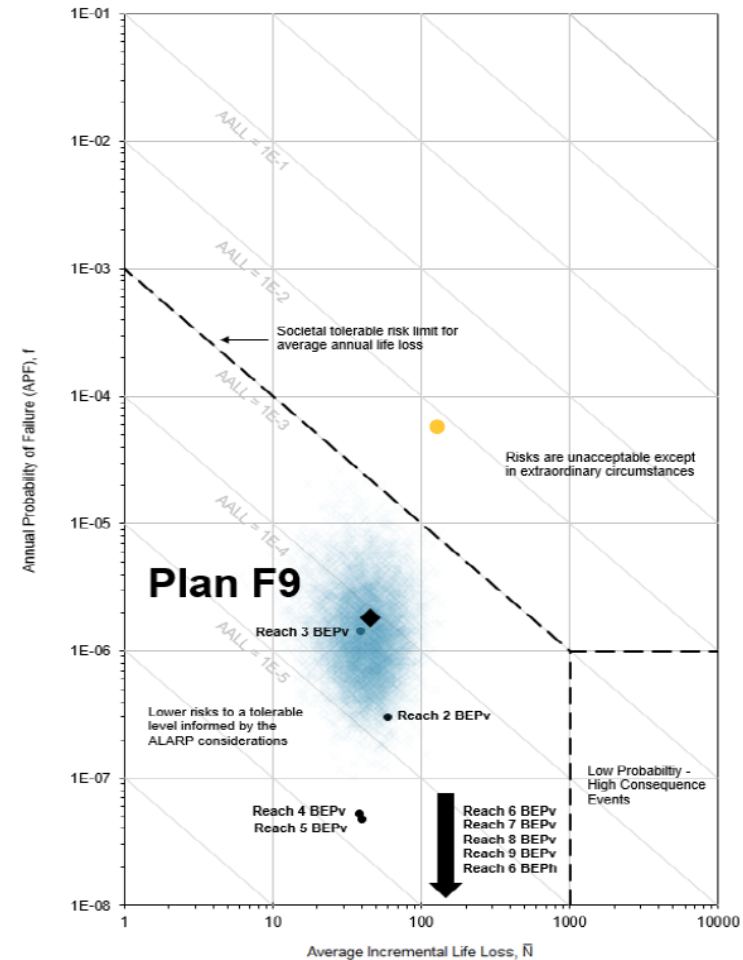 1E-01
AALL = 1E-1
1E-02
AALL = 1E-2
1E-03
Societal tolerable risk limit for
average annual life loss
AALL = 1E-3
1E-04
Risks are unacceptable except
in extraordinary circumstances
Annual Probability of Failure (APF), f
1E-05
AALL = 1E-4
Plan F9
Reach 3 BEPv
1E-06
AALL = 1E-5
Lower risks to a tolerable
level informed by the
ALARP considerations
Reach 2 BEPv
1E-07
Low Probabiltiy -
High Consequence
Events
Reach 4 BEPv
Reach 5 BEPv
Reach 6 BEPv
Reach 7 BEPv
Reach 8 BEPv
Reach 9 BEPv
Reach 6 BEPh
1E-08
1 10 100 1000 10000
Average Incremental Life Loss, N̅